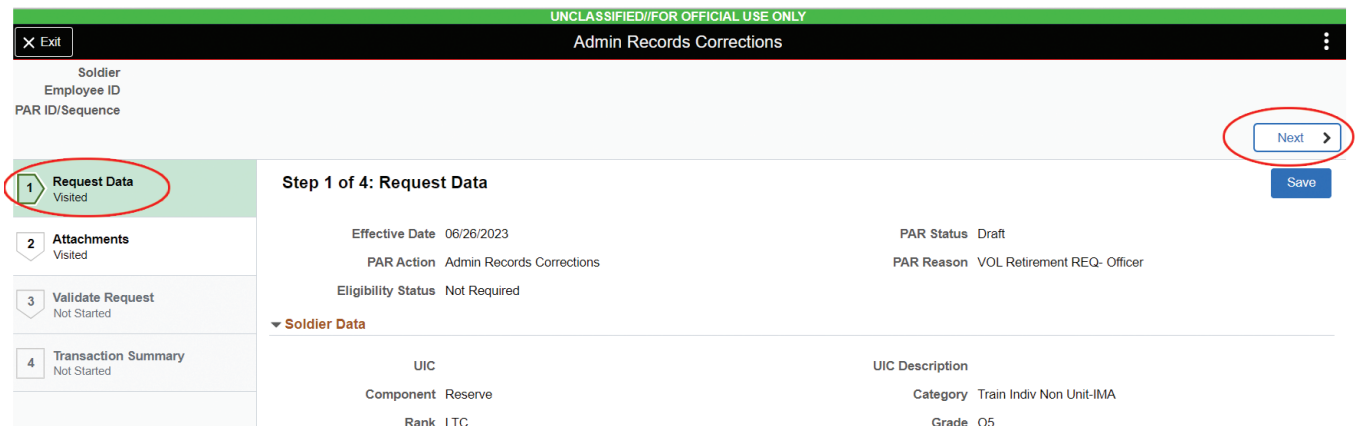 UNCLASSIFIED//FOR OFFICIAL USE ONLY
Exit
Admin Records Corrections
Soldier
Employee ID
PAR ID/Sequence
Next
1 Request Data
Visited
Step 1 of 4: Request Data
Save
2 Attachments
Visited
Effective Date 06/26/2023
PAR Status Draft
PAR Action Admin Records Corrections
PAR Reason VOL Retirement REQ- Officer
Eligibility Status Not Required
3 Validate Request
Not Started
Soldier Data
4 Transaction Summary
Not Started
UIC
UIC Description
Component Reserve
Category Train Indiv Non Unit-IMA
Rank LTC
Grade O5